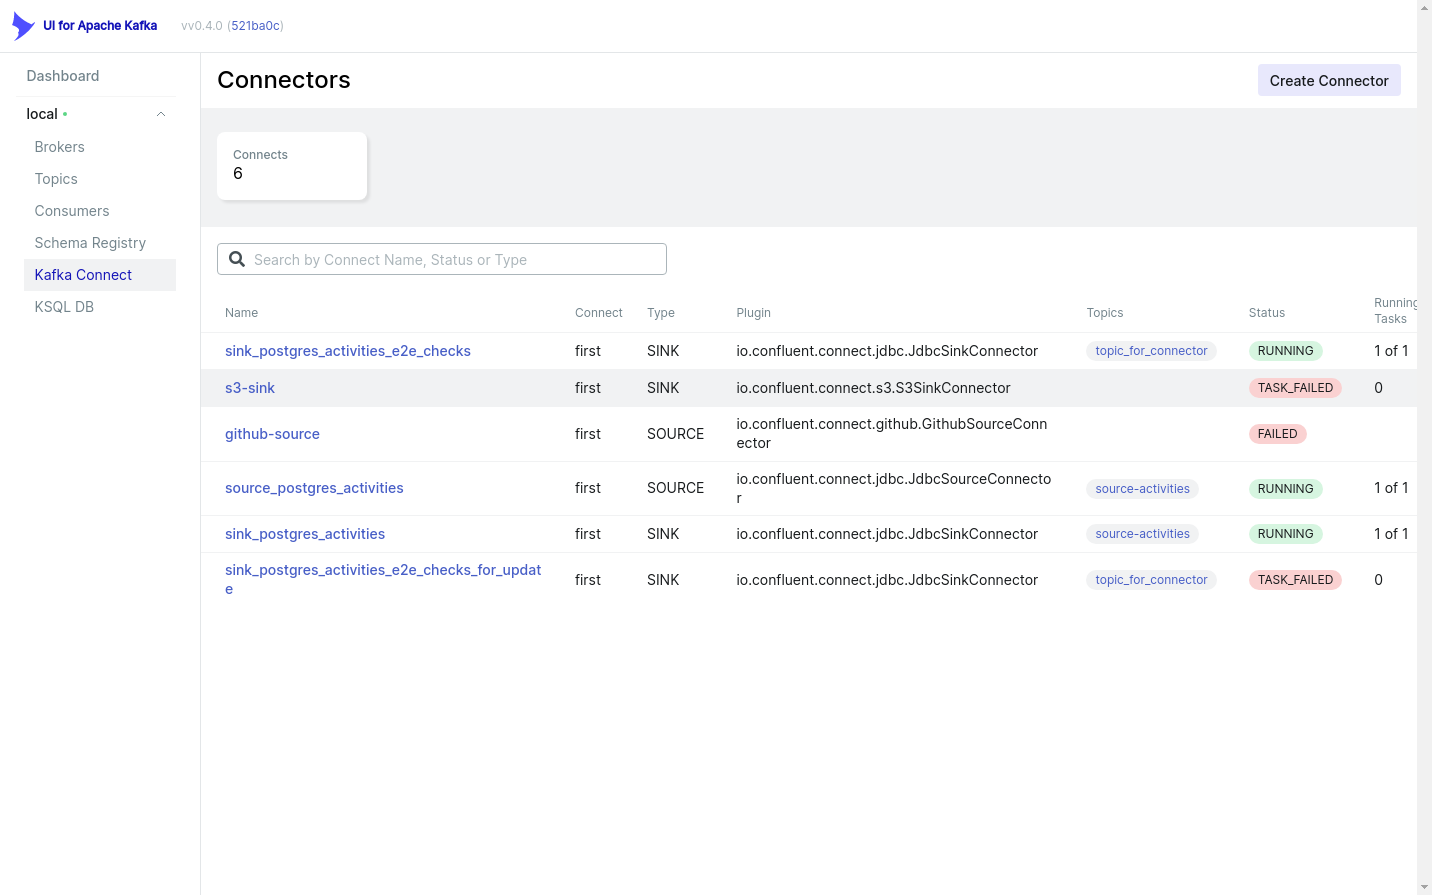 UI for Apache Kafka vv0.4.0 (521ba0c)
Dashboard
local
Brokers
Topics
Consumers
Schema Registry
Kafka Connect
KSQL DB
Connectors
Create Connector
Connects
6
Search by Connect Name, Status or Type
Name Connect Type Plugin Topics Status Running
Tasks
sink_postgres_activities_e2e_checks first SINK io.confluent.connect.jdbc.JdbcSinkConnector topic_for_connector RUNNING 1 of 1
s3-sink first SINK io.confluent.connect.s3.S3SinkConnector TASK_FAILED 0
github-source first SOURCE io.confluent.connect.github.GithubSourceConn
ector FAILED
source_postgres_activities first SOURCE io.confluent.connect.jdbc.JdbcSourceConnecto
r source-activities RUNNING 1 of 1
sink_postgres_activities first SINK io.confluent.connect.jdbc.JdbcSinkConnector source-activities RUNNING 1 of 1
sink_postgres_activities_e2e_checks_for_updat
e first SINK io.confluent.connect.jdbc.JdbcSinkConnector topic_for_connector TASK_FAILED 0